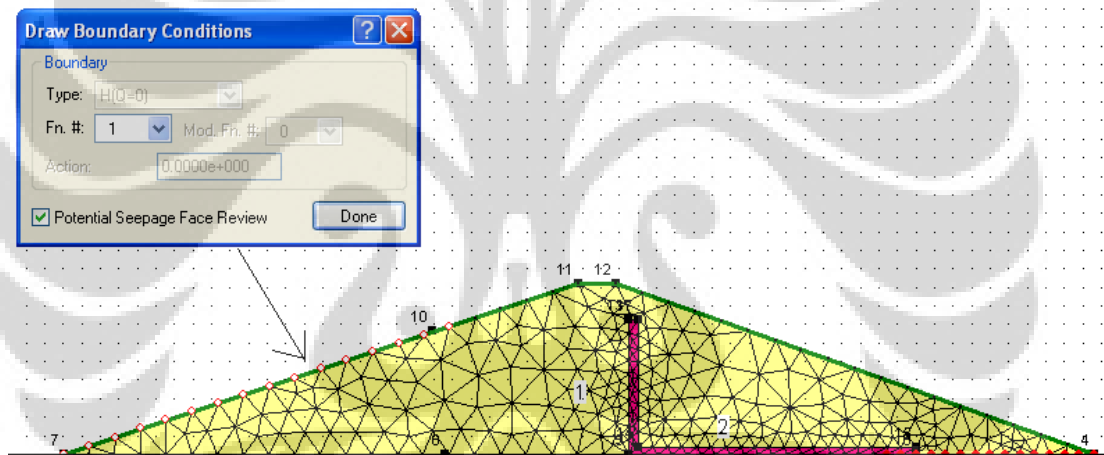 Draw Boundary Conditions
Boundary
Type: H(Q=0)
Fn. #: 1 Mod. Fn. #: 0
Action: 0.0000e+000
Potential Seepage Face Review Done
11 12
10
1
2
7
4